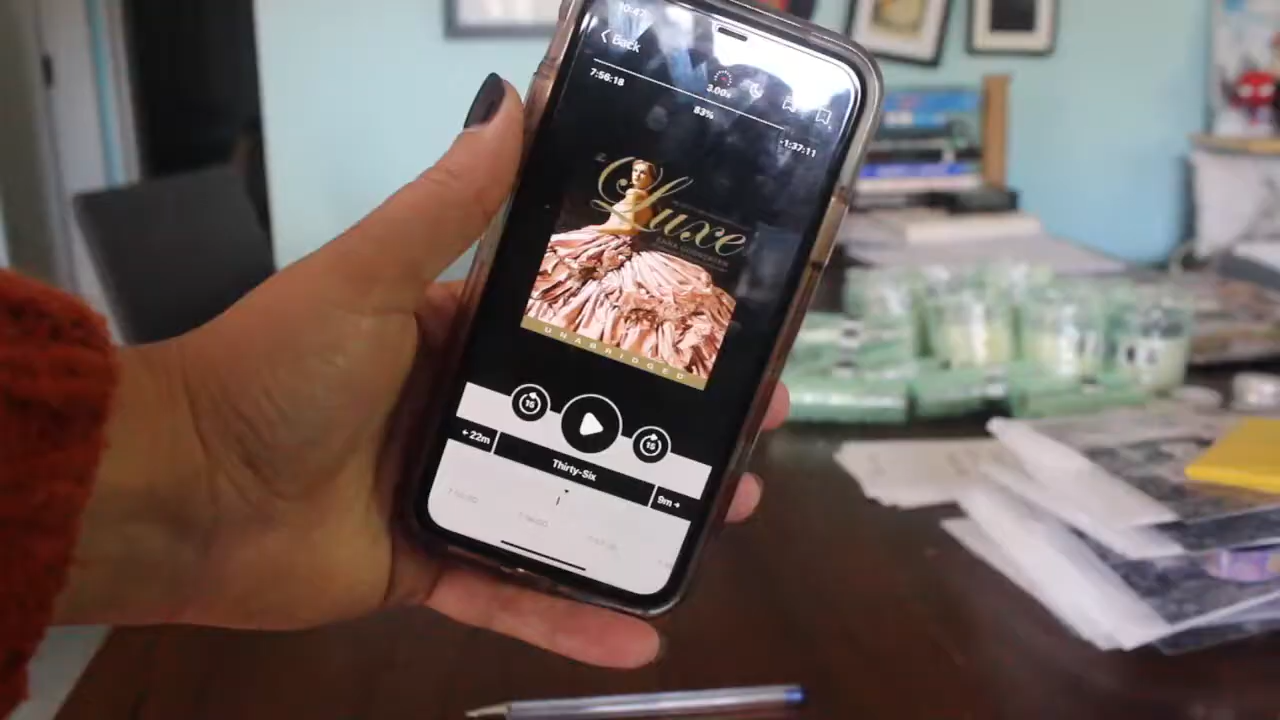 10:47
Back
7:56:18
3.00x
83%
-1:37:11
The
Luxe
ANNA GODBERSEN
UNABRIDGED
15
15
22m
Thirty-Six
9m